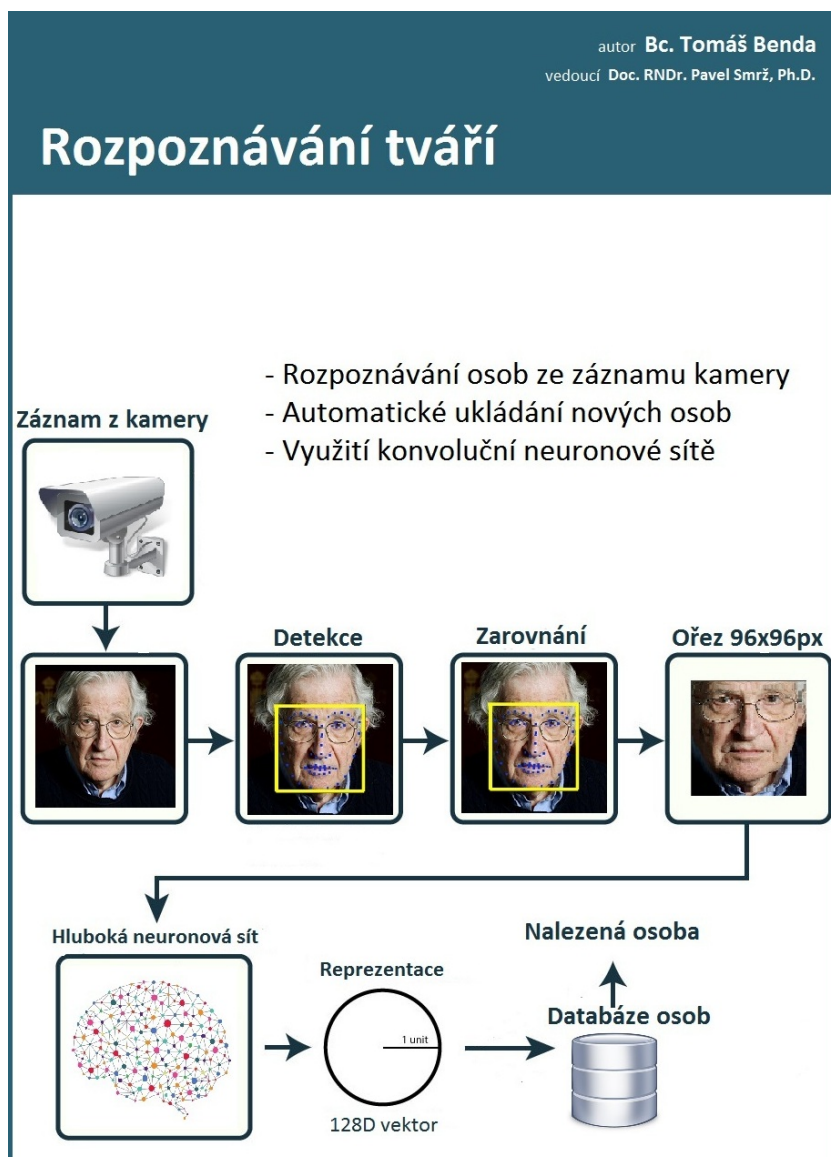 autor Bc. Tomáš Benda
vedoucí Doc. RNDr. Pavel Smrž, Ph.D.
Rozpoznávání tváří
- Rozpoznávání osob ze záznamu kamery
- Automatické ukládání nových osob
- Využití konvoluční neuronové sítě
Záznam z kamery
Detekce
Zarovnání
Ořez 96x96px
Hluboká neuronová sít
Reprezentace
1 unit
128D vektor
Nalezená osoba
Databáze osob